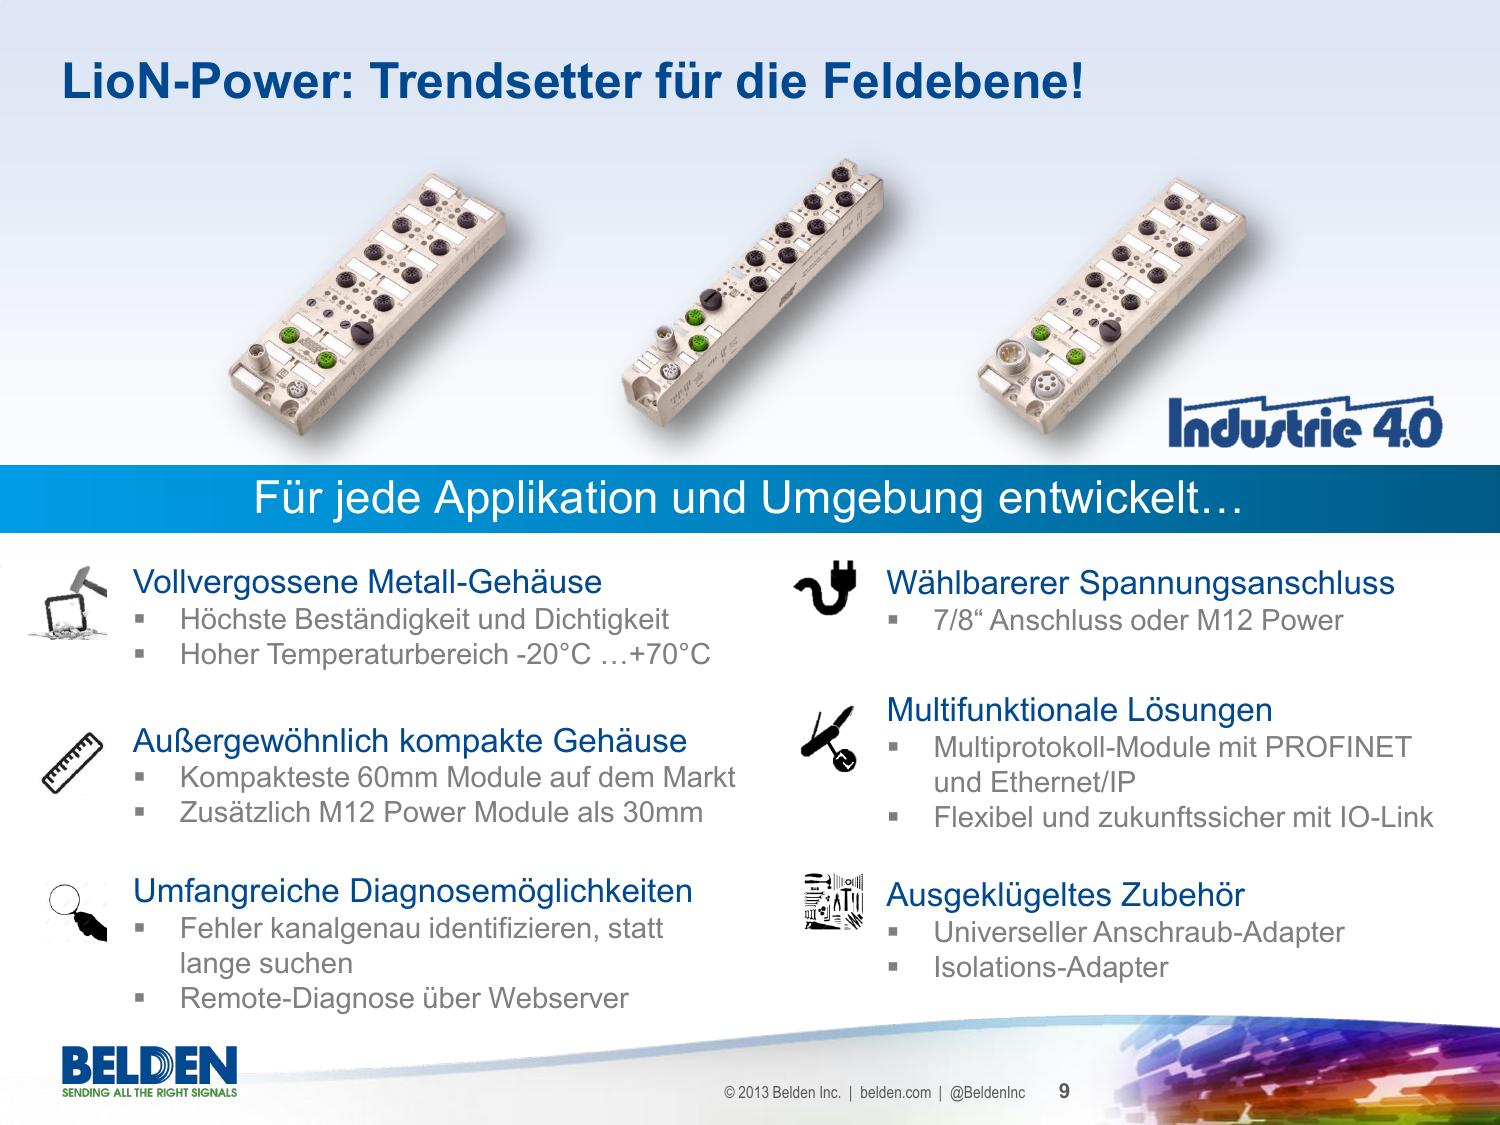 LioN-Power: Trendsetter für die Feldebene!
Industrie 4.0
Für jede Applikation und Umgebung entwickelt…
Vollvergossene Metall-Gehäuse
▪ Höchste Beständigkeit und Dichtigkeit
▪ Hoher Temperaturbereich -20°C …+70°C
Außergewöhnlich kompakte Gehäuse
▪ Kompakteste 60mm Module auf dem Markt
▪ Zusätzlich M12 Power Module als 30mm
Umfangreiche Diagnosemöglichkeiten
▪ Fehler kanalgenau identifizieren, statt
lange suchen
▪ Remote-Diagnose über Webserver
Wählbarerer Spannungsanschluss
▪ 7/8“ Anschluss oder M12 Power
Multifunktionale Lösungen
▪ Multiprotokoll-Module mit PROFINET
und Ethernet/IP
▪ Flexibel und zukunftssicher mit IO-Link
Ausgeklügeltes Zubehör
▪ Universeller Anschraub-Adapter
▪ Isolations-Adapter
BELDEN
SENDING ALL THE RIGHT SIGNALS
© 2013 Belden Inc. | belden.com | @BeldenInc 9